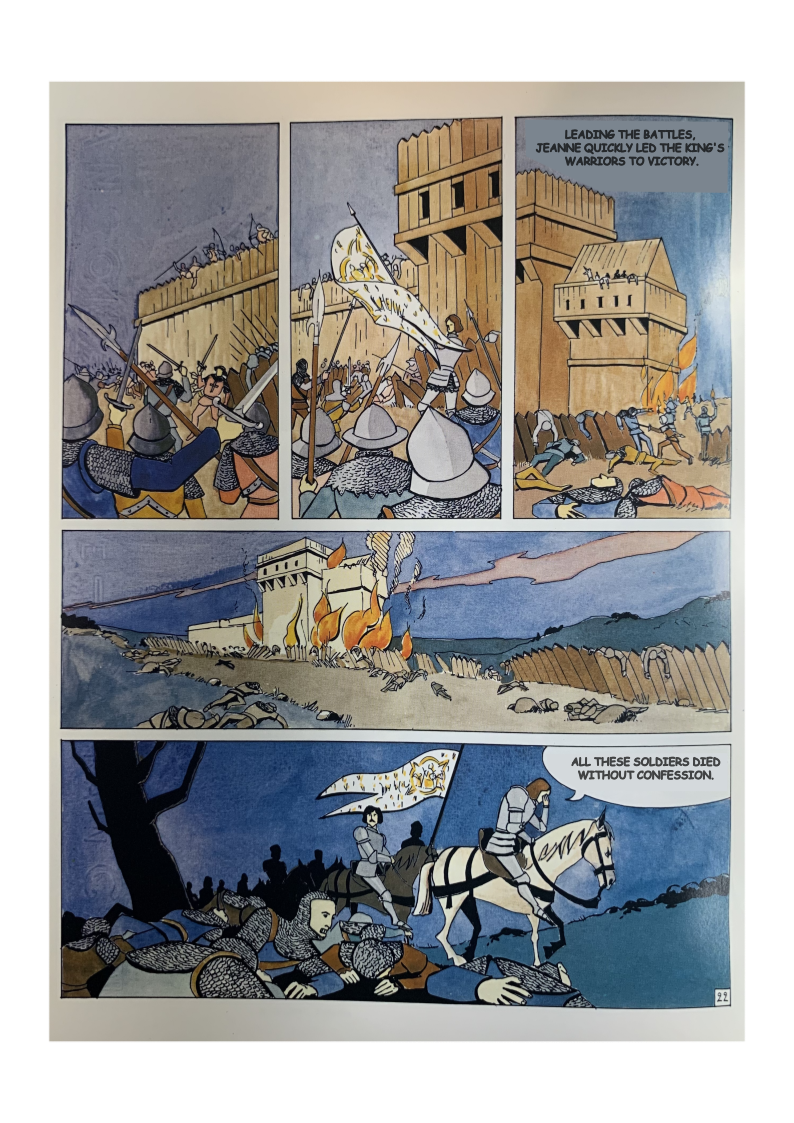 LEADING THE BATTLES,
JEANNE QUICKLY LED THE KING'S
WARRIORS TO VICTORY.
ALL THESE SOLDIERS DIED
WITHOUT CONFESSION.
22